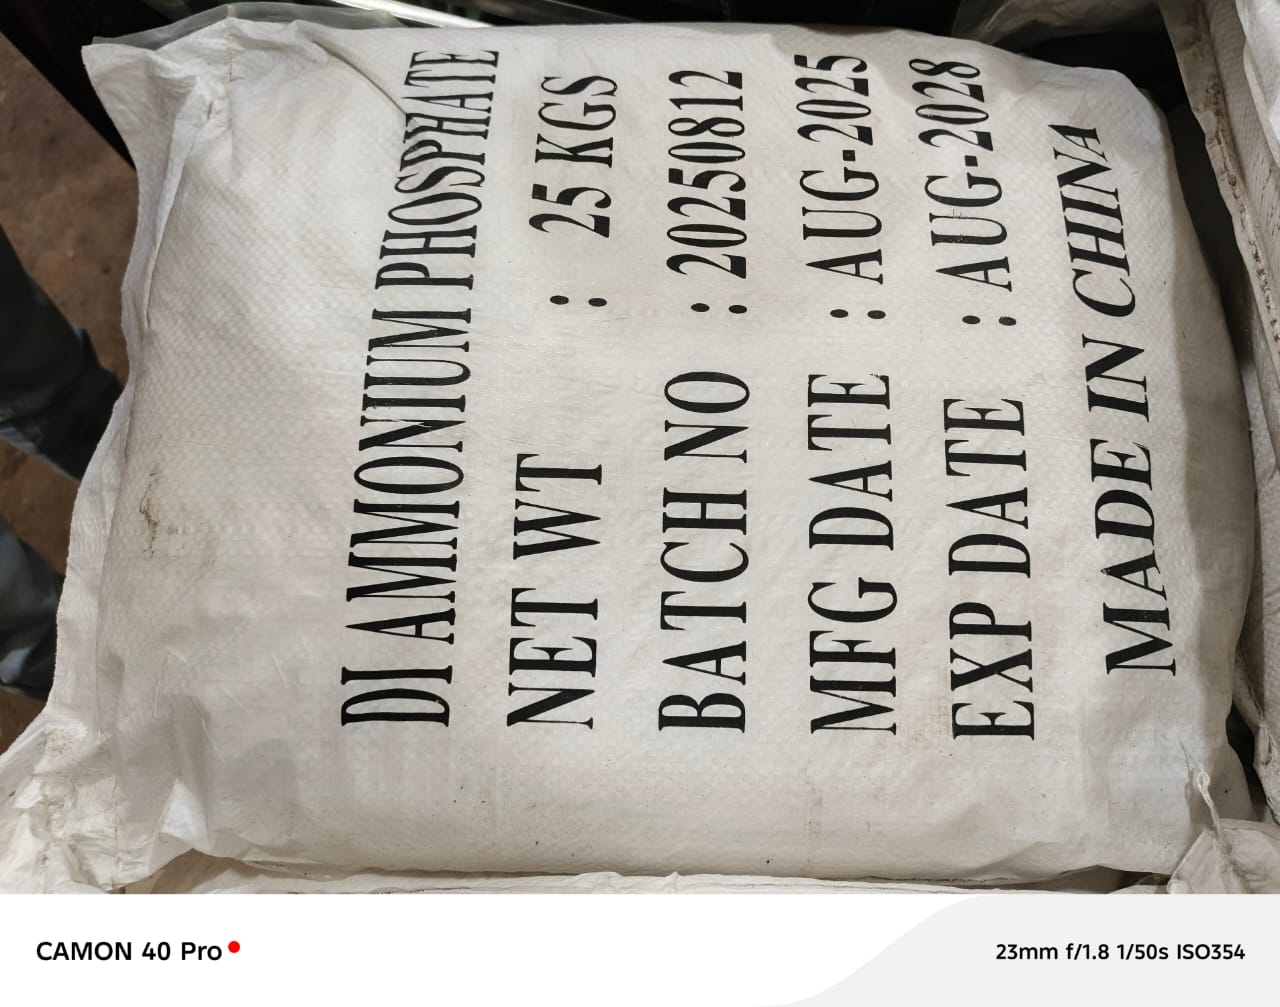 DI AMMONIUM PHOSPHATE
NET WT : 25 KGS
BATCH NO : 20250812
MFG DATE : AUG-2025
EXP DATE : AUG-2028
MADE IN CHINA
CAMON 40 Pro
23mm f/1.8 1/50s ISO354